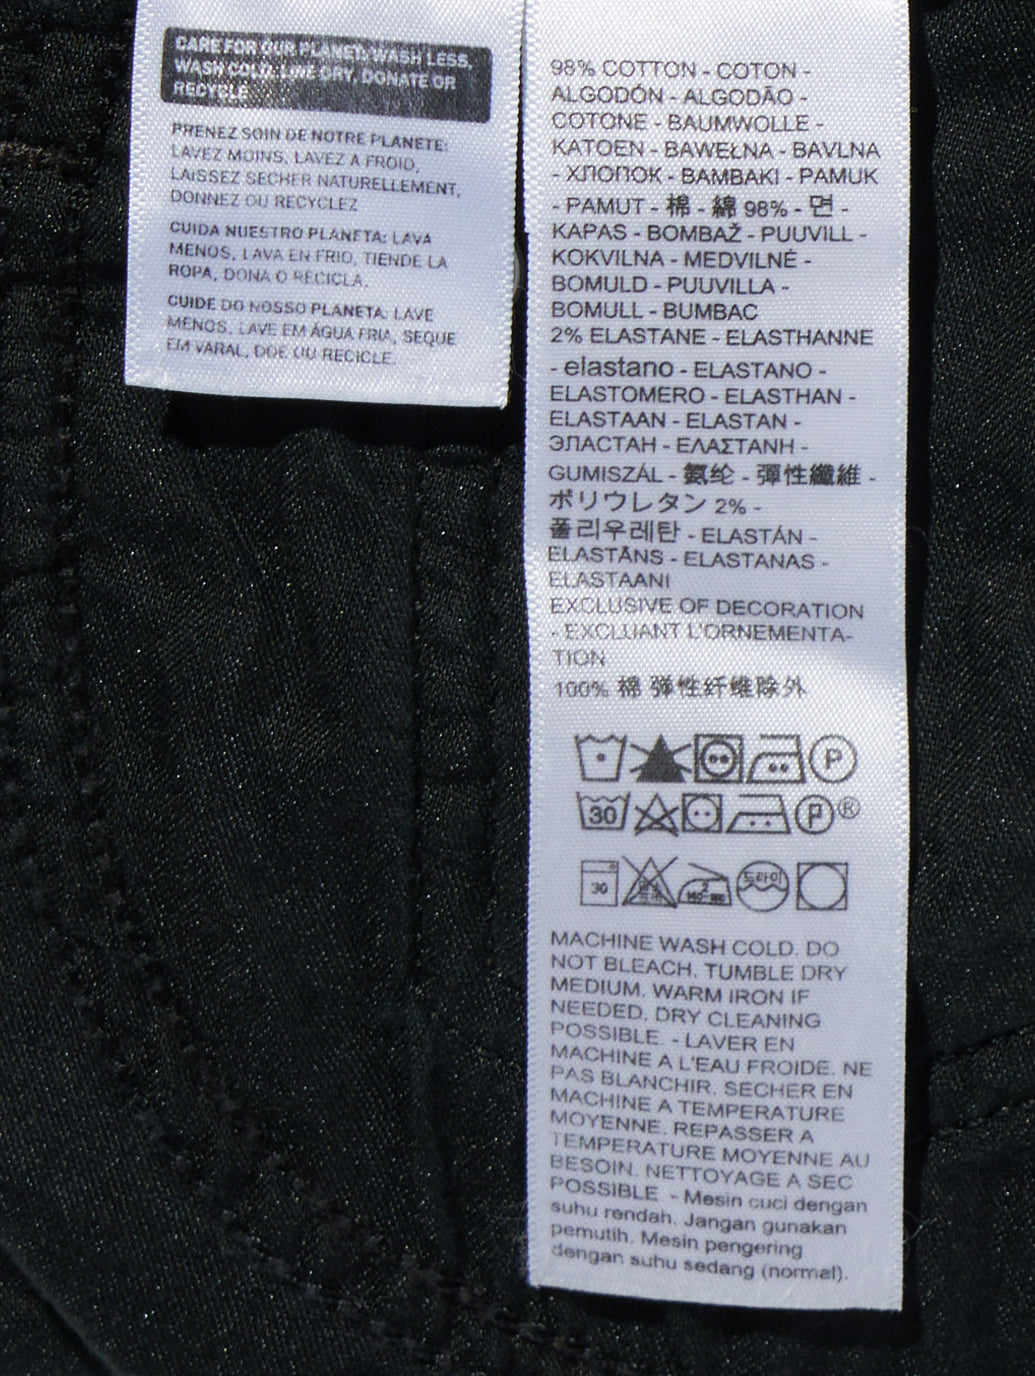 CARE FOR OUR PLANET: WASH LESS,
WASH COLD, LINE DRY, DONATE OR
RECYCLE
PRENEZ SOIN DE NOTRE PLANETE:
LAVEZ MOINS, LAVEZ A FROID,
LAISSEZ SECHER NATURELLEMENT,
DONNEZ OU RECYCLEZ
CUIDA NUESTRO PLANETA: LAVA
MENOS, LAVA EN FRIO, TIENDE LA
ROPA, DONA O RECICLA.
CUIDE DO NOSSO PLANETA: LAVE
MENOS, LAVE EM ÁGUA FRIA, SEQUE
EM VARAL, DOE OU RECICLE.
98% COTTON - COTON -
ALGODÓN - ALGODÃO -
COTONE - BAUMWOLLE -
KATOEN - BAWEŁNA - BAVLNA
- ХЛОПОК - BAMBAKI - PAMUK
- PAMUT - 棉 - 綿 98% - 면 -
KAPAS - BOMBAŽ - PUUVILL -
KOKVILNA - MEDVILNĖ -
BOMULD - PUUVILLA -
BOMULL - BUMBAC
2% ELASTANE - ELASTHANNE
- elastano - ELASTANO -
ELASTOMERO - ELASTHAN -
ELASTAAN - ELASTAN -
ЭЛАСТАН - ΕΛΑΣΤΑΝΗ -
GUMISZÁL - 氨纶 - 彈性纖維 -
ポリウレタン 2% -
폴리우레탄 - ELASTÁN -
ELASTĀNS - ELASTANAS -
ELASTAANI
EXCLUSIVE OF DECORATION
- EXCLUANT L'ORNEMENTA-
TION
100% 棉 弹性纤维除外
P
30 P ®
30 2 드라이
MACHINE WASH COLD. DO
NOT BLEACH. TUMBLE DRY
MEDIUM. WARM IRON IF
NEEDED. DRY CLEANING
POSSIBLE. - LAVER EN
MACHINE A L'EAU FROIDE. NE
PAS BLANCHIR. SECHER EN
MACHINE A TEMPERATURE
MOYENNE. REPASSER A
TEMPERATURE MOYENNE AU
BESOIN. NETTOYAGE A SEC
POSSIBLE - Mesin cuci dengan
suhu rendah. Jangan gunakan
pemutih. Mesin pengering
dengan suhu sedang (normal).